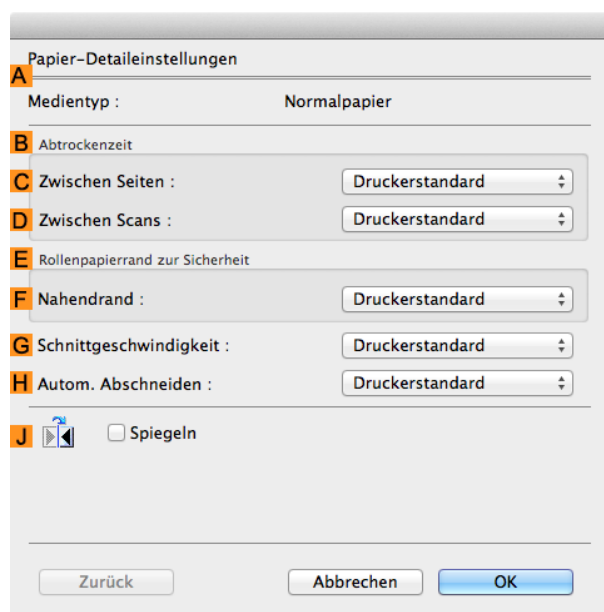 Papier-Detaileinstellungen
A
Medientyp : Normalpapier
B Abtrockenzeit
C Zwischen Seiten : Druckerstandard
D Zwischen Scans : Druckerstandard
E Rollenpapierrand zur Sicherheit
F Nahendrand : Druckerstandard
G Schnittgeschwindigkeit : Druckerstandard
H Autom. Abschneiden : Druckerstandard
J Spiegeln
Zurück Abbrechen OK